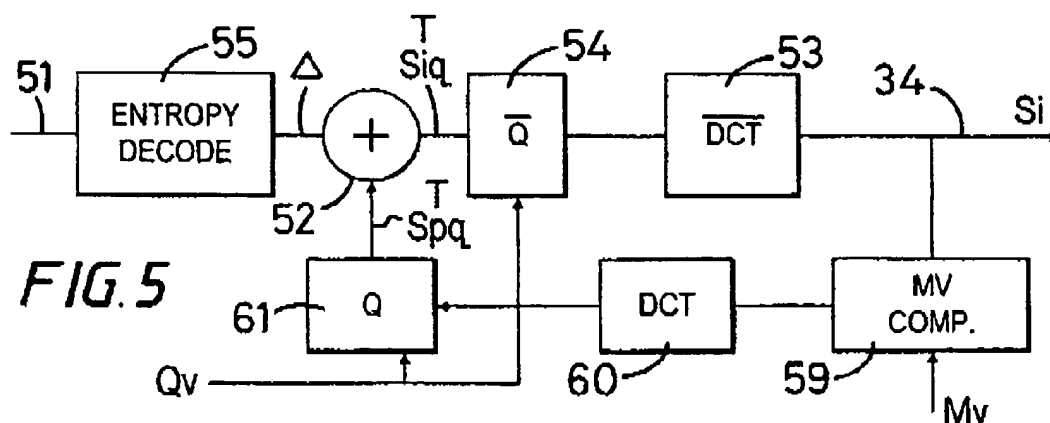 55
54
53
51
Δ
T
Siq
34
Si
ENTROPY
DECODE
+
Q̅
D̅C̅T̅
52
T
Spq
FIG. 5
61
Q
DCT
MV
COMP.
60
59
Qv
Mv